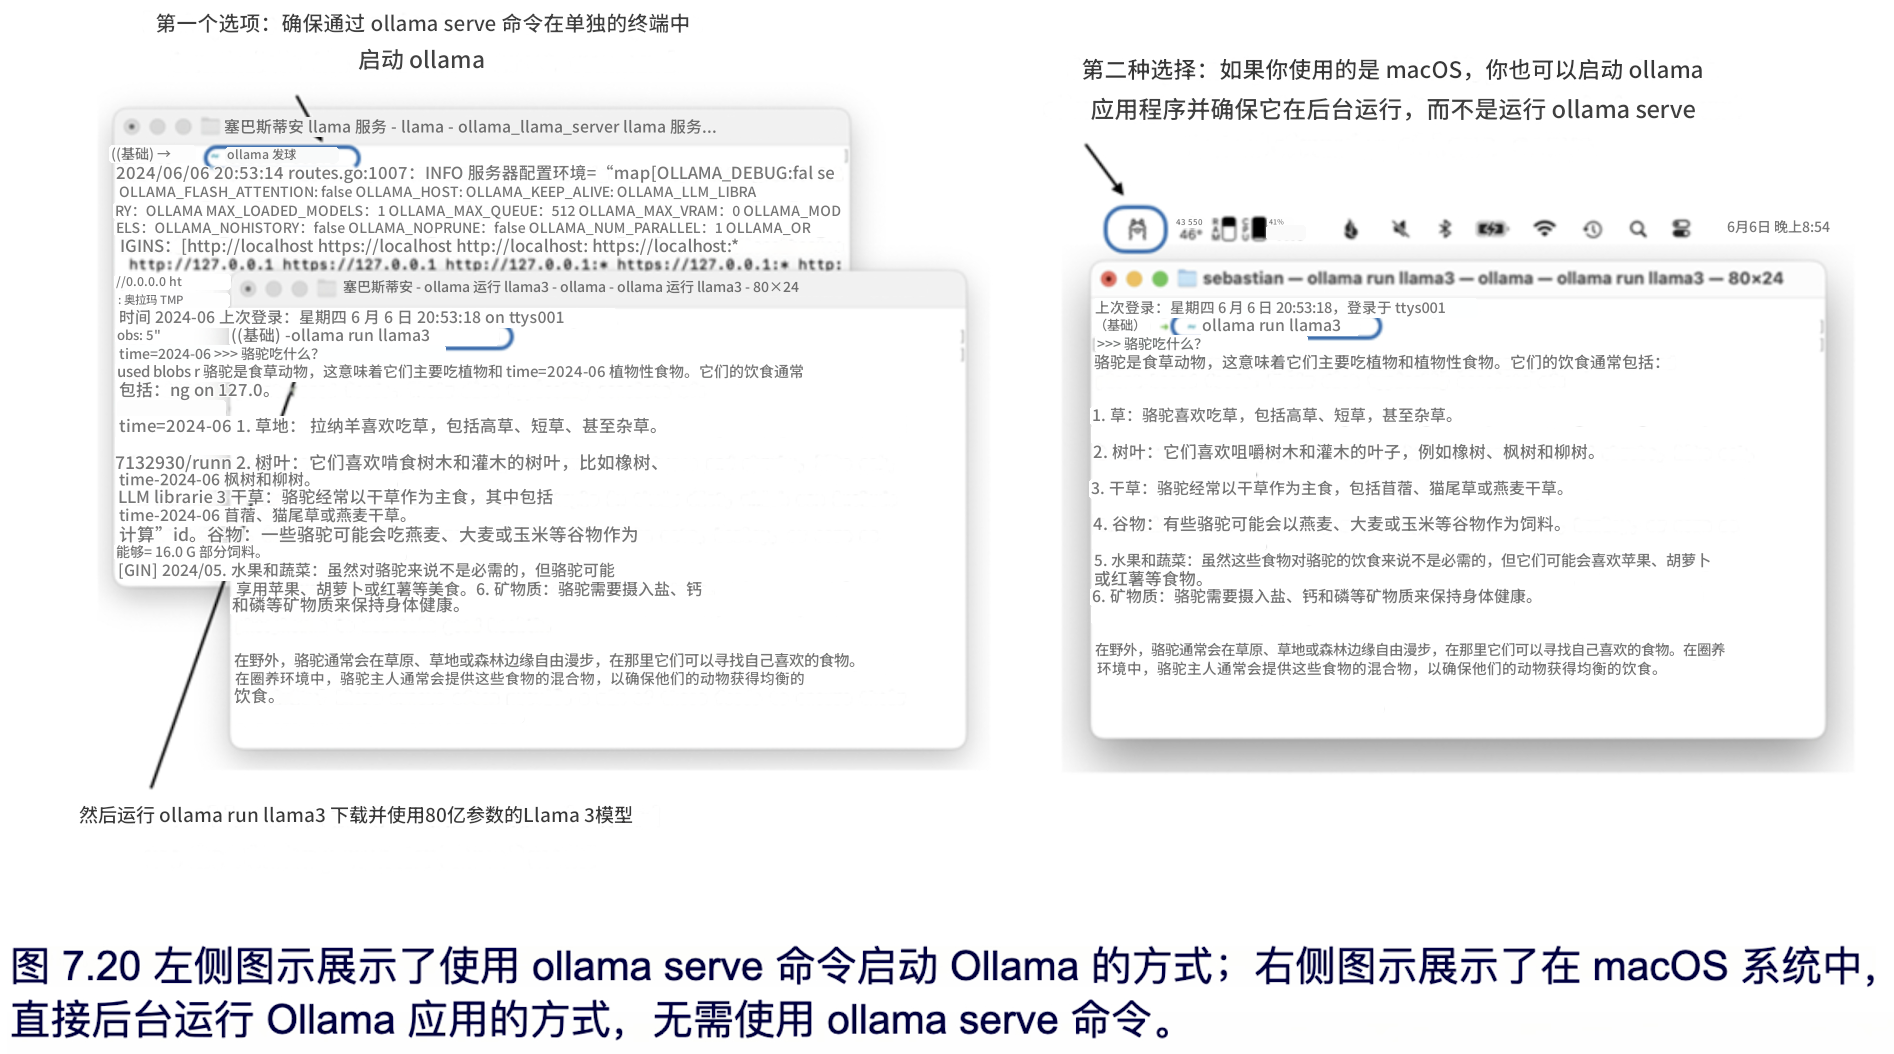 第一个选项：确保通过 ollama serve 命令在单独的终端中
启动 ollama
塞巴斯蒂安 llama 服务 - llama - ollama_llama_server llama 服务...
((基础) → ~ ollama 发球
2024/06/06 20:53:14 routes.go:1007：INFO 服务器配置环境=“map[OLLAMA_DEBUG:fal se
OLLAMA_FLASH_ATTENTION: false OLLAMA_HOST: OLLAMA_KEEP_ALIVE: OLLAMA_LLM_LIBRA
RY：OLLAMA MAX_LOADED_MODELS：1 OLLAMA_MAX_QUEUE：512 OLLAMA_MAX_VRAM：0 OLLAMA_MOD
ELS：OLLAMA_NOHISTORY：false OLLAMA_NOPRUNE：false OLLAMA_NUM_PARALLEL：1 OLLAMA_OR
IGINS：[http://localhost https://localhost http://localhost: https://localhost:*
http://127.0.0.1 https://127.0.0.1 http://127.0.0.1:* https://127.0.0.1:* http:
//0.0.0.0 ht
: 奥拉玛 TMP
塞巴斯蒂安 - ollama 运行 llama3 - ollama - ollama 运行 llama3 - 80×24
时间 2024-06 上次登录：星期四 6 月 6 日 20:53:18 on ttys001
obs: 5" ((基础) -ollama run llama3
time=2024-06 >>> 骆驼吃什么？
used blobs r 骆驼是食草动物，这意味着它们主要吃植物和 time=2024-06 植物性食物。它们的饮食通常
包括：ng on 127.0。
time=2024-06 1. 草地： 拉纳羊喜欢吃草，包括高草、短草、甚至杂草。
7132930/runn 2. 树叶：它们喜欢啃食树木和灌木的树叶，比如橡树、
time-2024-06 枫树和柳树。
LLM librarie 3 干草：骆驼经常以干草作为主食，其中包括
time-2024-06 苜蓿、猫尾草或燕麦干草。
计算”id。谷物：一些骆驼可能会吃燕麦、大麦或玉米等谷物作为
能够= 16.0 G 部分饲料。
[GIN] 2024/05. 水果和蔬菜：虽然对骆驼来说不是必需的，但骆驼可能
享用苹果、胡萝卜或红薯等美食。6. 矿物质：骆驼需要摄入盐、钙
和磷等矿物质来保持身体健康。
在野外，骆驼通常会在草原、草地或森林边缘自由漫步，在那里它们可以寻找自己喜欢的食物。
在圈养环境中，骆驼主人通常会提供这些食物的混合物，以确保他们的动物获得均衡的
饮食。
然后运行 ollama run llama3 下载并使用80亿参数的Llama 3模型
第二种选择：如果你使用的是 macOS，你也可以启动 ollama
应用程序并确保它在后台运行，而不是运行 ollama serve
43 550
46° 41% 6月6日 晚上8:54
sebastian — ollama run llama3 — ollama — ollama run llama3 — 80×24
上次登录：星期四 6 月 6 日 20:53:18，登录于 ttys001
（基础） ➜ ~ ollama run llama3
>>> 骆驼吃什么？
骆驼是食草动物，这意味着它们主要吃植物和植物性食物。它们的饮食通常包括：
1. 草：骆驼喜欢吃草，包括高草、短草，甚至杂草。
2. 树叶：它们喜欢咀嚼树木和灌木的叶子，例如橡树、枫树和柳树。
3. 干草：骆驼经常以干草作为主食，包括苜蓿、猫尾草或燕麦干草。
4. 谷物：有些骆驼可能会以燕麦、大麦或玉米等谷物作为饲料。
5. 水果和蔬菜：虽然这些食物对骆驼的饮食来说不是必需的，但它们可能会喜欢苹果、胡萝卜
或红薯等食物。
6. 矿物质：骆驼需要摄入盐、钙和磷等矿物质来保持身体健康。
在野外，骆驼通常会在草原、草地或森林边缘自由漫步，在那里它们可以寻找自己喜欢的食物。在圈养
环境中，骆驼主人通常会提供这些食物的混合物，以确保他们的动物获得均衡的饮食。
图 7.20 左侧图示展示了使用 ollama serve 命令启动 Ollama 的方式；右侧图示展示了在 macOS 系统中，
直接后台运行 Ollama 应用的方式，无需使用 ollama serve 命令。